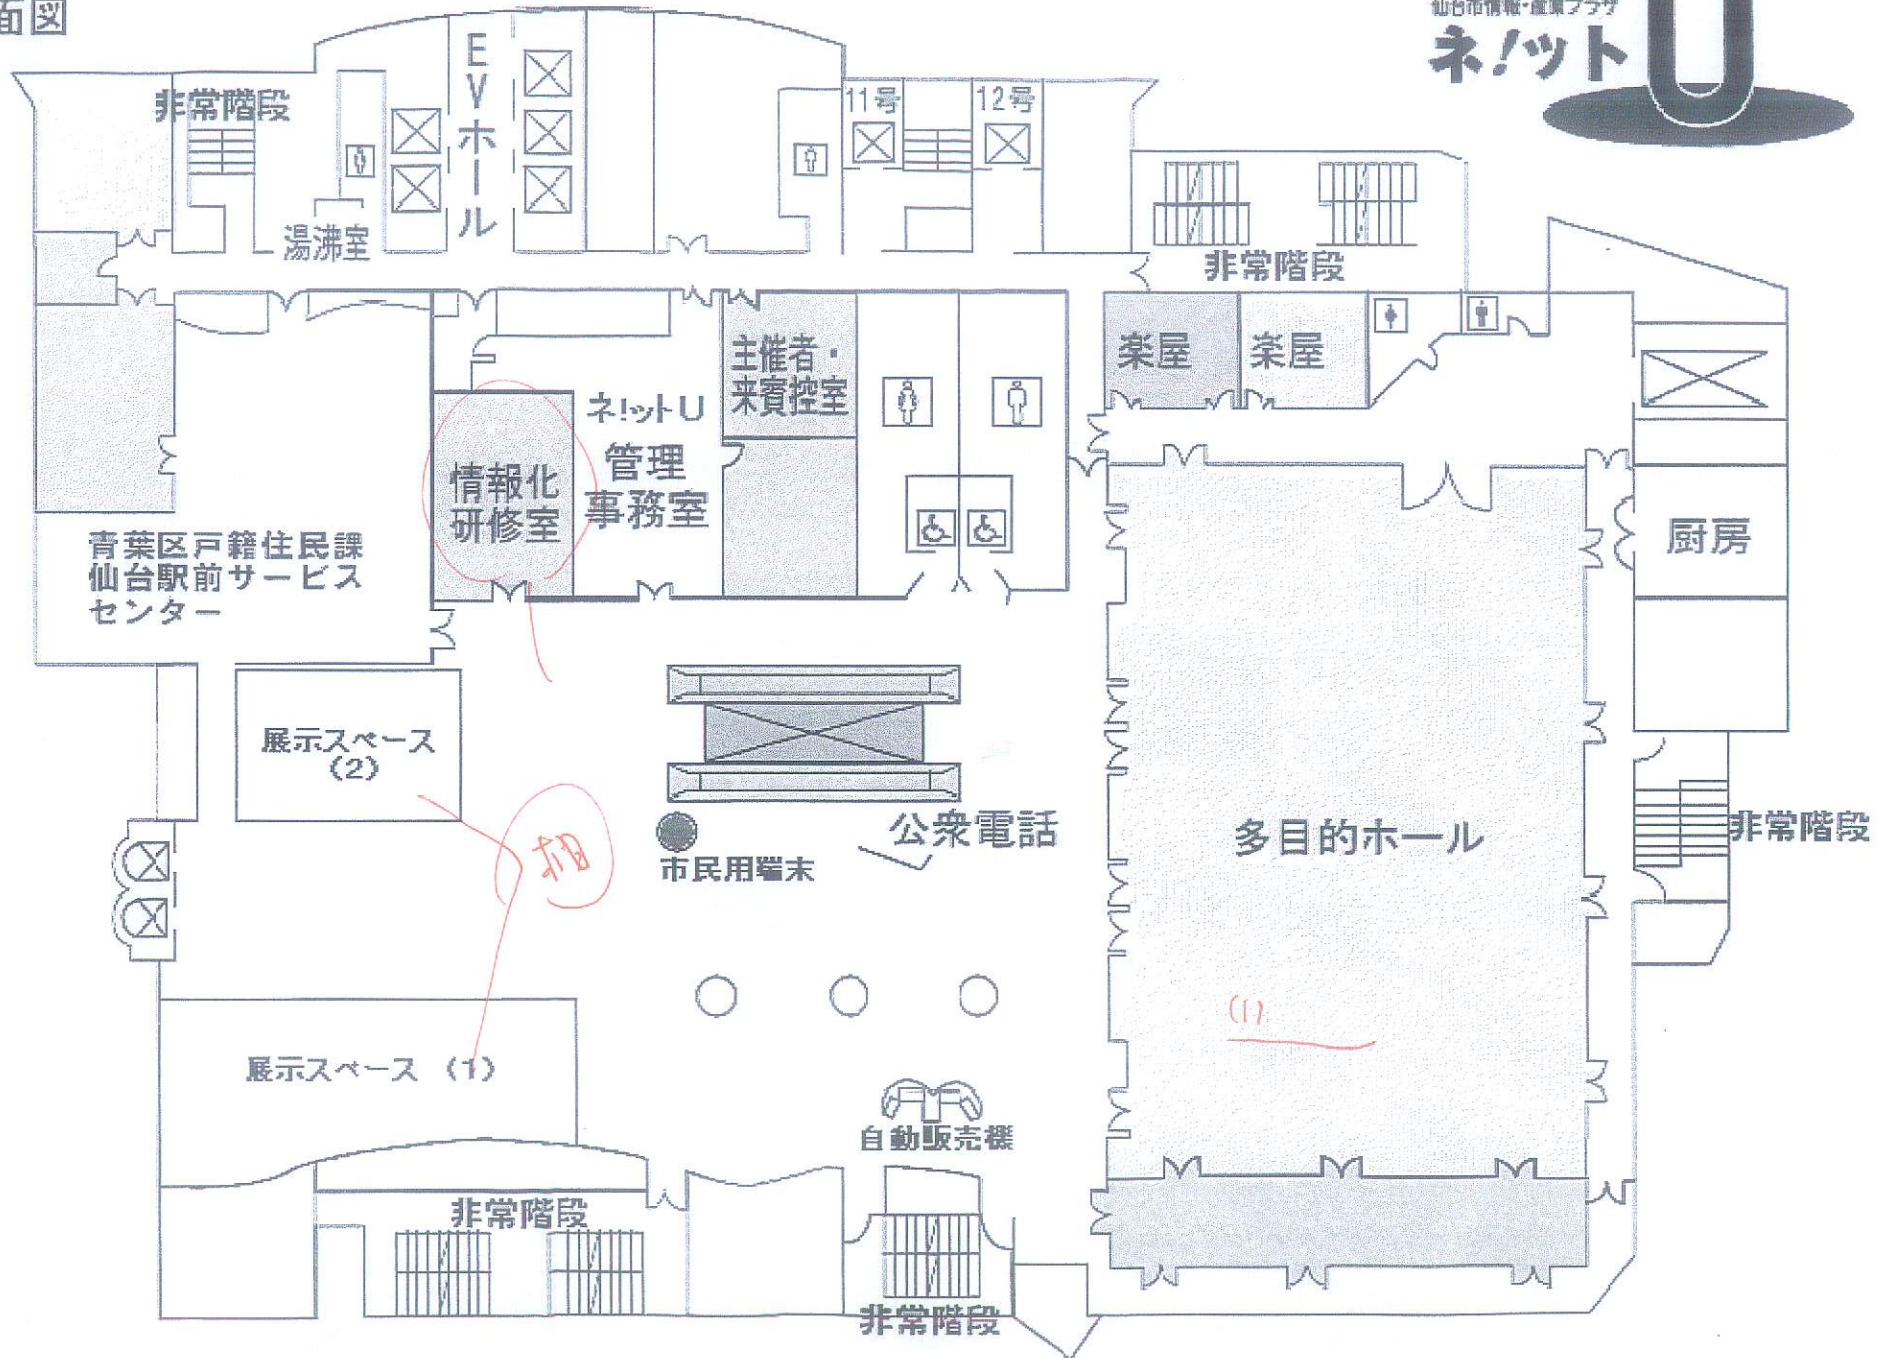 面図
仙台市情報・産業プラザ
ネ!ットU
非常階段
EVホール
11号
12号
湯沸室
非常階段
主催者・
来賓控室
楽屋
楽屋
ネ!ットU
管理
事務室
情報化
研修室
青葉区戸籍住民課
仙台駅前サービス
センター
厨房
展示スペース
(2)
相
公衆電話
市民用端末
多目的ホール
非常階段
(1)
展示スペース (1)
自動販売機
非常階段
非常階段